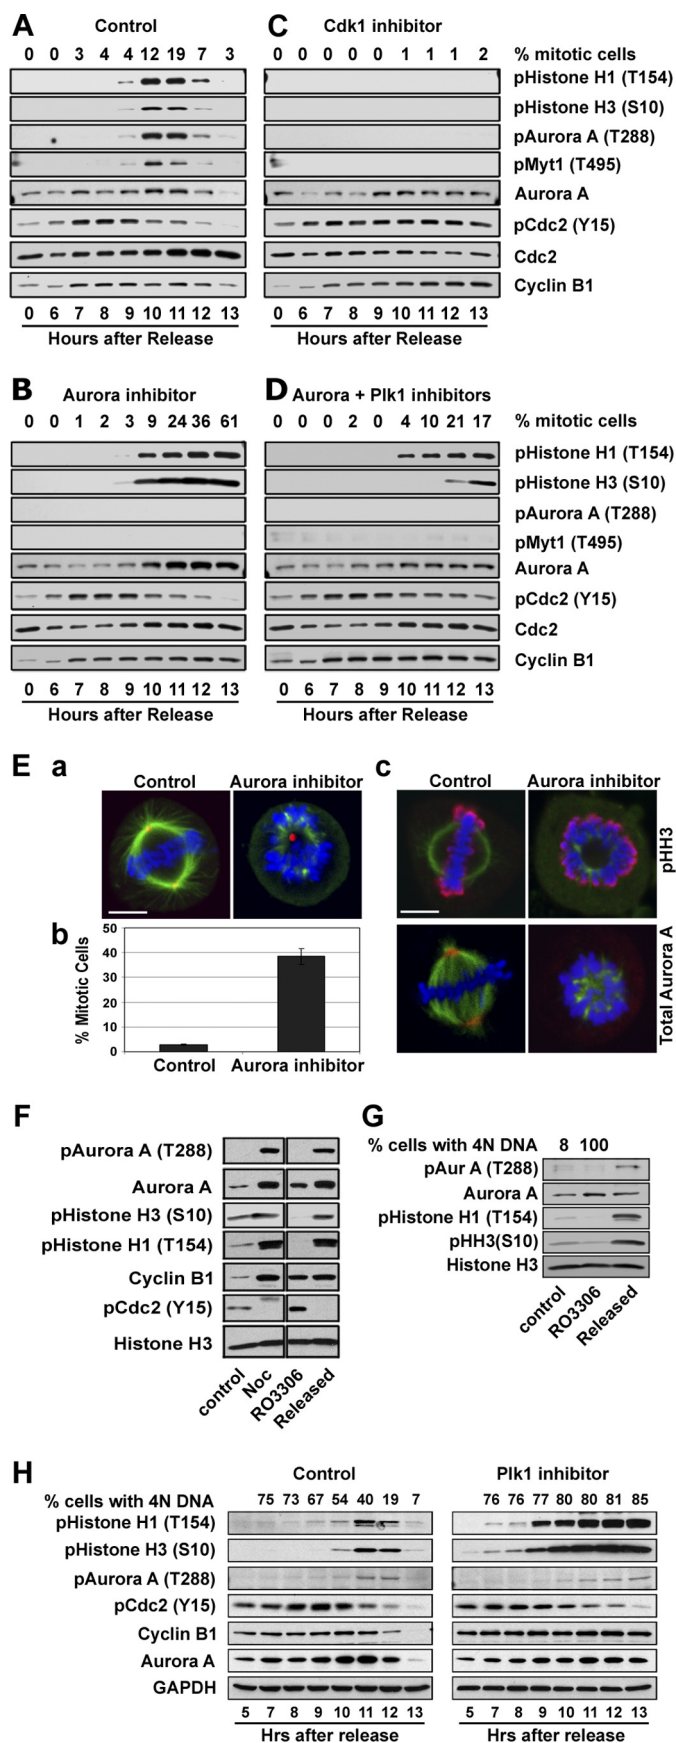 A Control
0 0 3 4 4 12 19 7 3
C Cdk1 inhibitor
0 0 0 0 0 1 1 1 2 % mitotic cells
pHistone H1 (T154)
pHistone H3 (S10)
pAurora A (T288)
pMyt1 (T495)
Aurora A
pCdc2 (Y15)
Cdc2
Cyclin B1
0 6 7 8 9 10 11 12 13
Hours after Release
0 6 7 8 9 10 11 12 13
Hours after Release
B Aurora inhibitor
0 0 1 2 3 9 24 36 61
D Aurora + Plk1 inhibitors
0 0 0 2 0 4 10 21 17 % mitotic cells
pHistone H1 (T154)
pHistone H3 (S10)
pAurora A (T288)
pMyt1 (T495)
Aurora A
pCdc2 (Y15)
Cdc2
Cyclin B1
0 6 7 8 9 10 11 12 13
Hours after Release
0 6 7 8 9 10 11 12 13
Hours after Release
E a
Control Aurora inhibitor
b
% Mitotic Cells
50
40
30
20
10
0
Control Aurora inhibitor
c
Control Aurora inhibitor
pHH3
Total Aurora A
F
pAurora A (T288)
Aurora A
pHistone H3 (S10)
pHistone H1 (T154)
Cyclin B1
pCdc2 (Y15)
Histone H3
control Noc RO3306 Released
G
% cells with 4N DNA 8 100
pAur A (T288)
Aurora A
pHistone H1 (T154)
pHH3(S10)
Histone H3
control RO3306 Released
H
Control Plk1 inhibitor
% cells with 4N DNA 75 73 67 54 40 19 7 76 76 77 80 80 81 85
pHistone H1 (T154)
pHistone H3 (S10)
pAurora A (T288)
pCdc2 (Y15)
Cyclin B1
Aurora A
GAPDH
5 7 8 9 10 11 12 13 5 7 8 9 10 11 12 13
Hrs after release Hrs after release